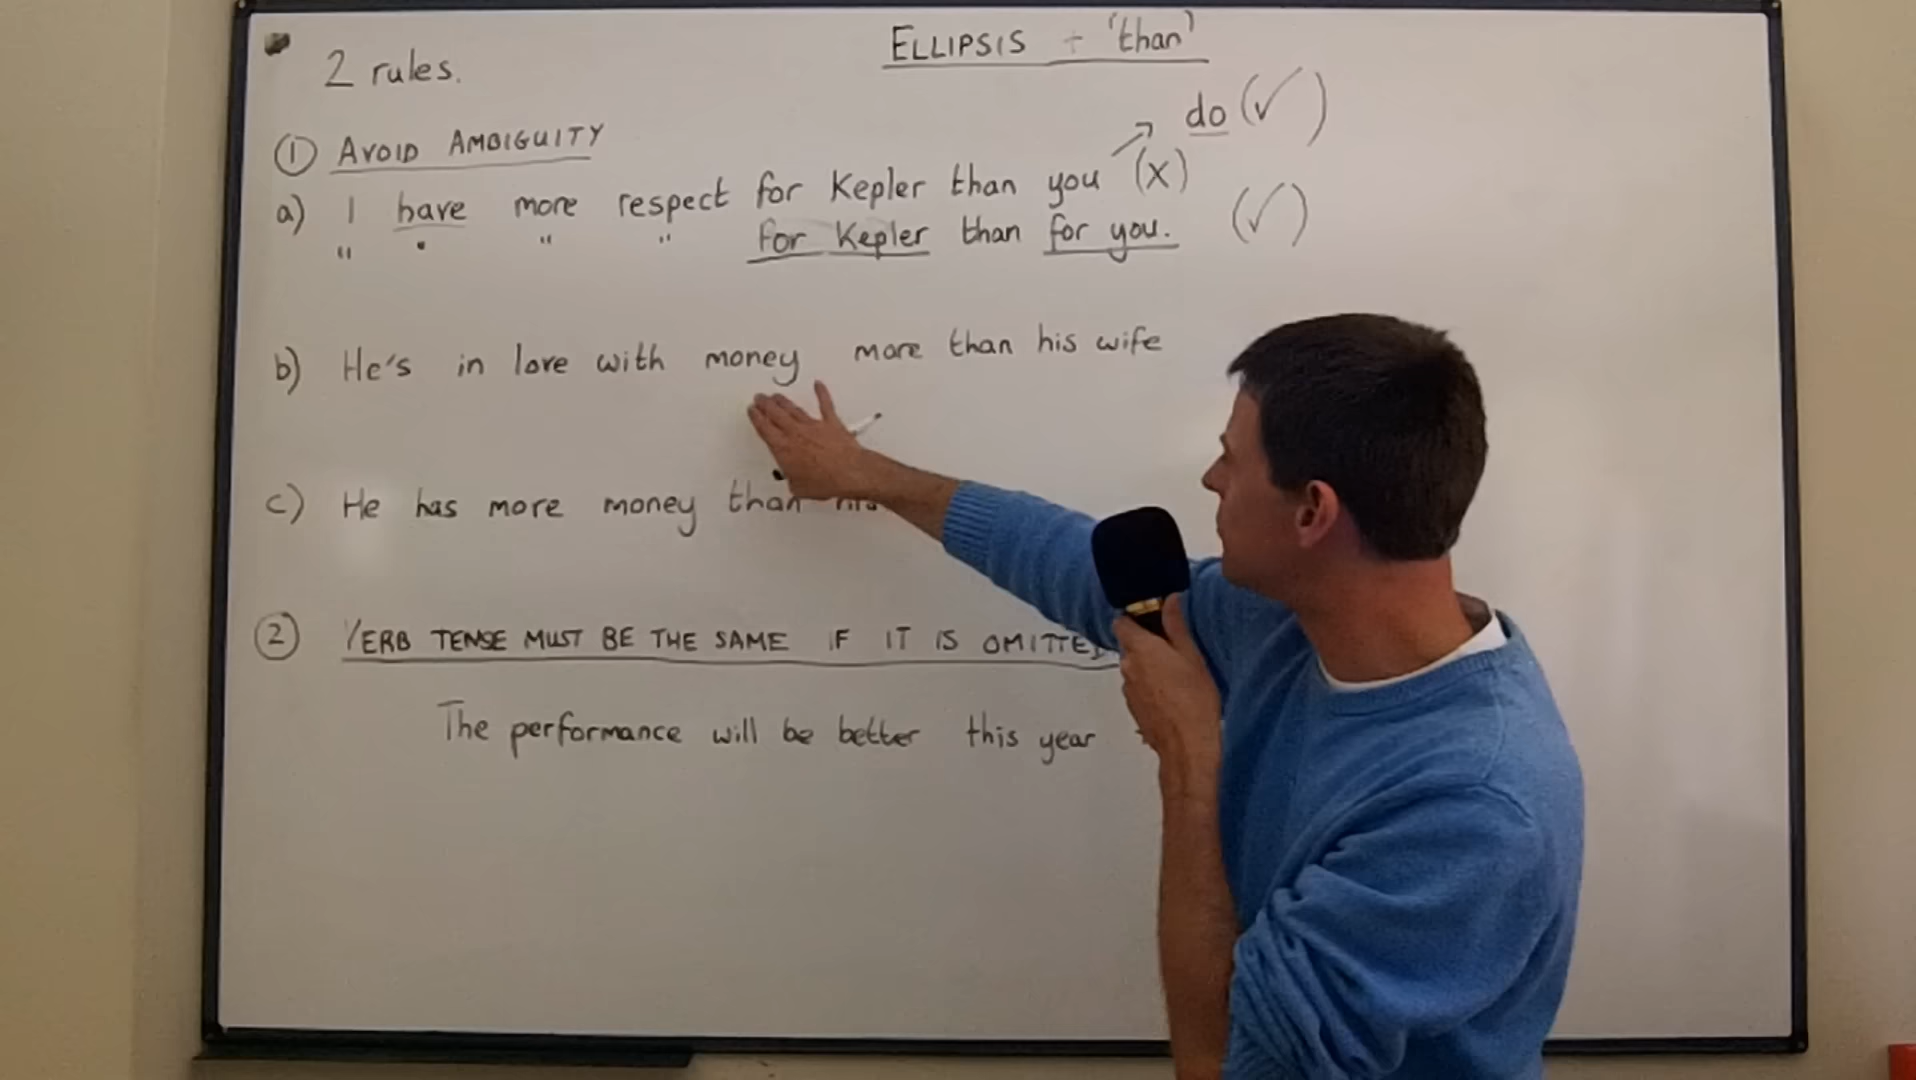 ELLIPSIS + 'than'
2 rules.
do (✓)
① AVOID AMBIGUITY
a) I have more respect for Kepler than you (x)
" " " " for Kepler than for you. (✓)
b) He's in love with money more than his wife
c) He has more money than
② VERB TENSE MUST BE THE SAME IF IT IS OMITTED
The performance will be better this year